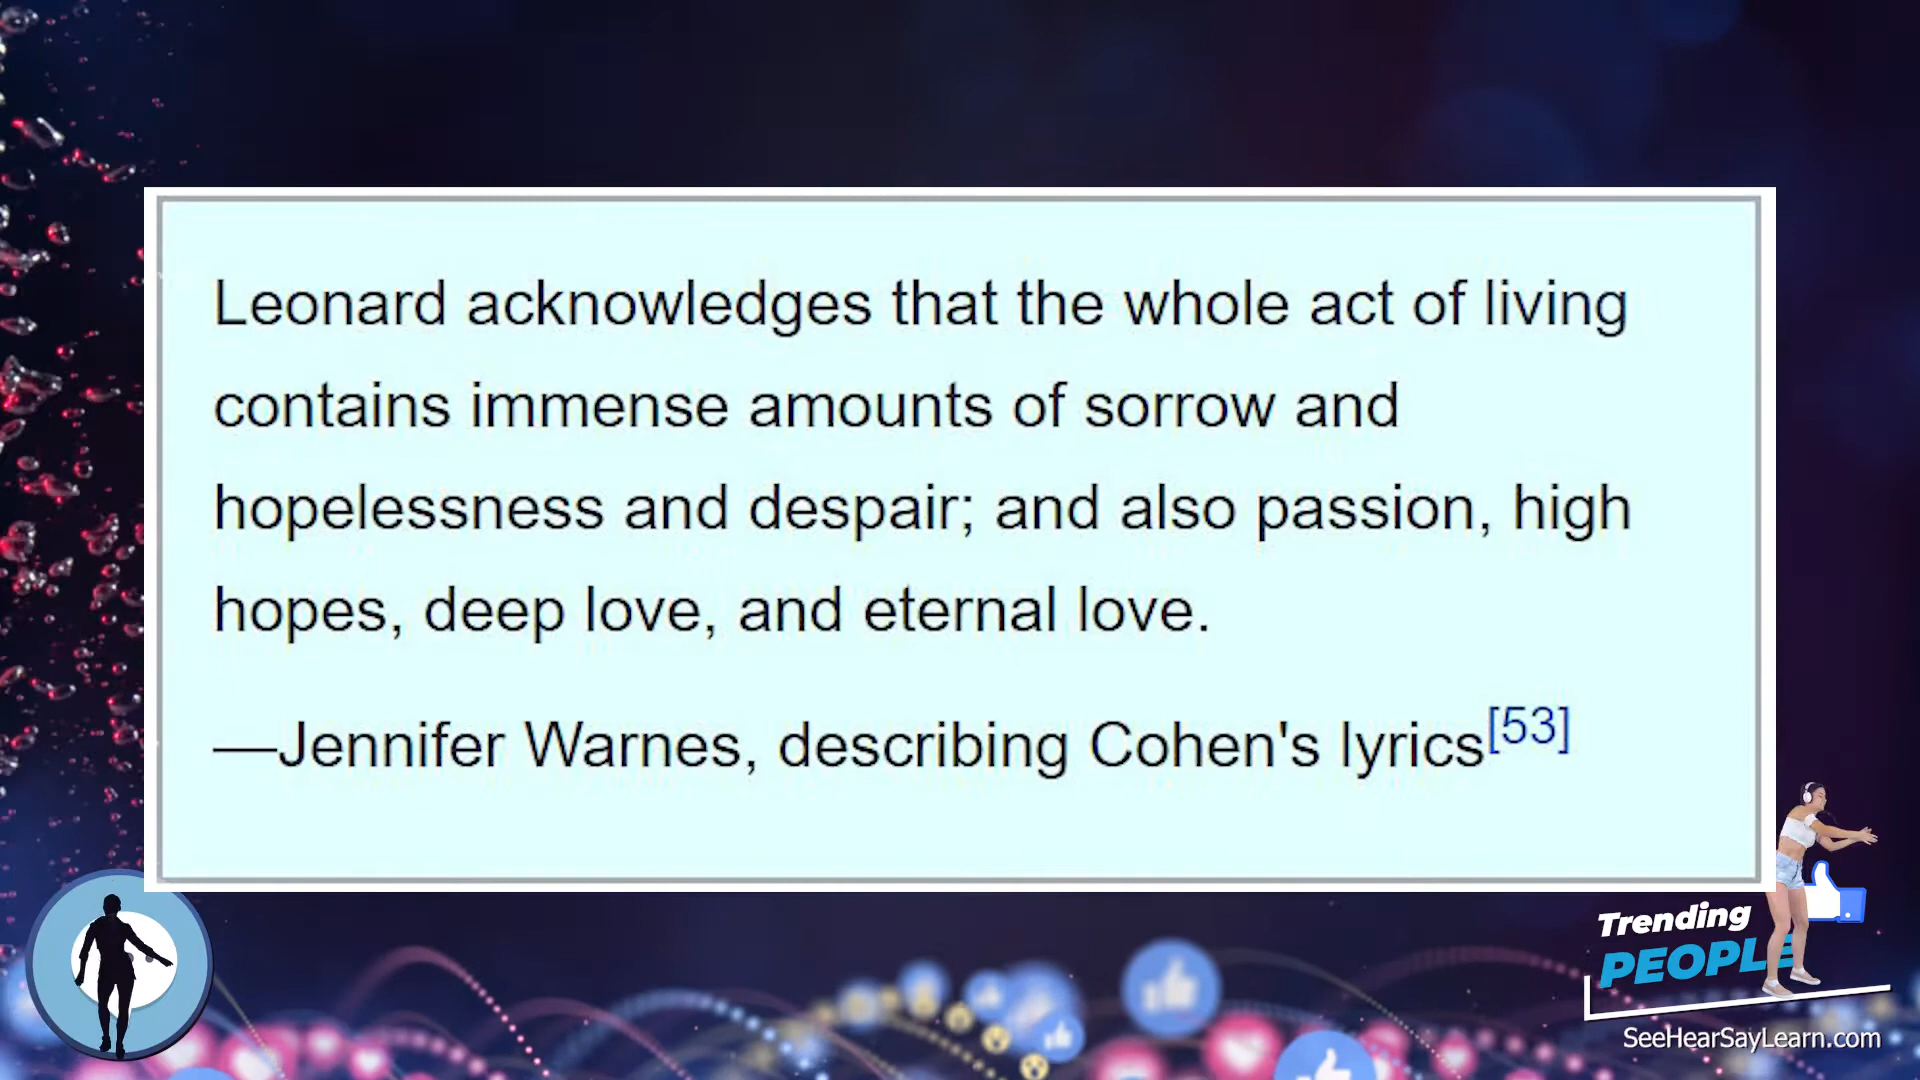 Leonard acknowledges that the whole act of living
contains immense amounts of sorrow and
hopelessness and despair; and also passion, high
hopes, deep love, and eternal love.
—Jennifer Warnes, describing Cohen's lyrics[53]
Trending
PEOPLE
SeeHearSayLearn.com